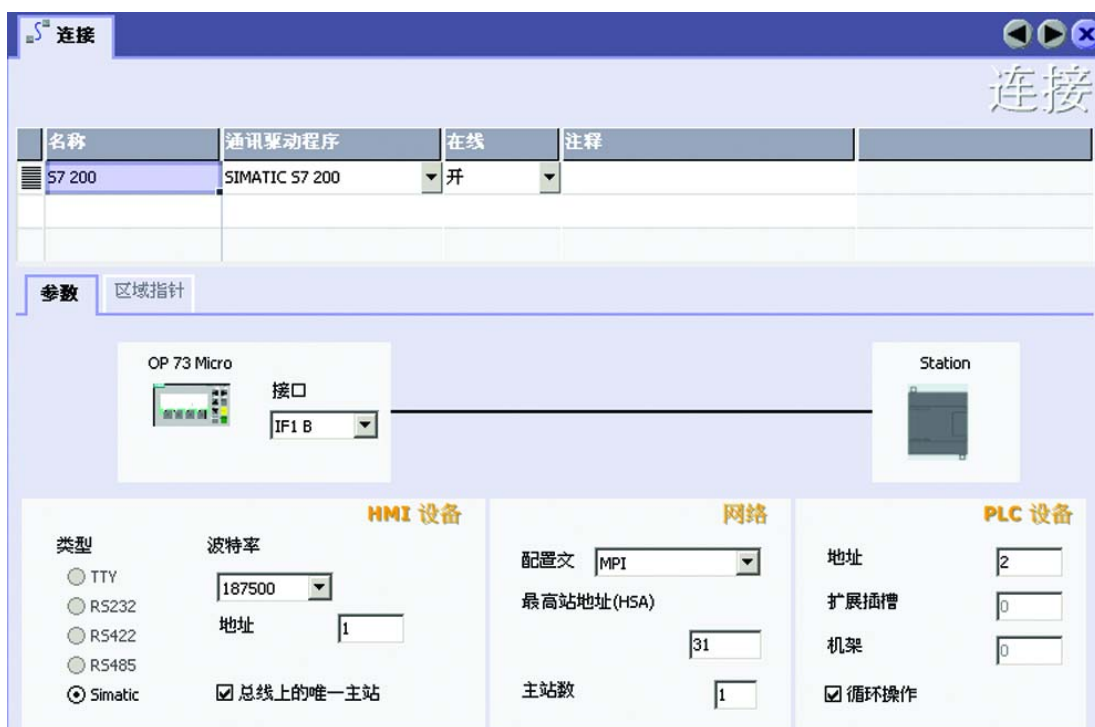 连接
连接
名称 通讯驱动程序 在线 注释
S7 200 SIMATIC S7 200 开
参数 区域指针
OP 73 Micro
接口
IF1 B
Station
HMI 设备
类型
TTY
RS232
RS422
RS485
Simatic
波特率
187500
地址 1
总线上的唯一主站
网络
配置文 MPI
最高站地址(HSA)
31
主站数 1
PLC 设备
地址 2
扩展插槽 0
机架 0
循环操作